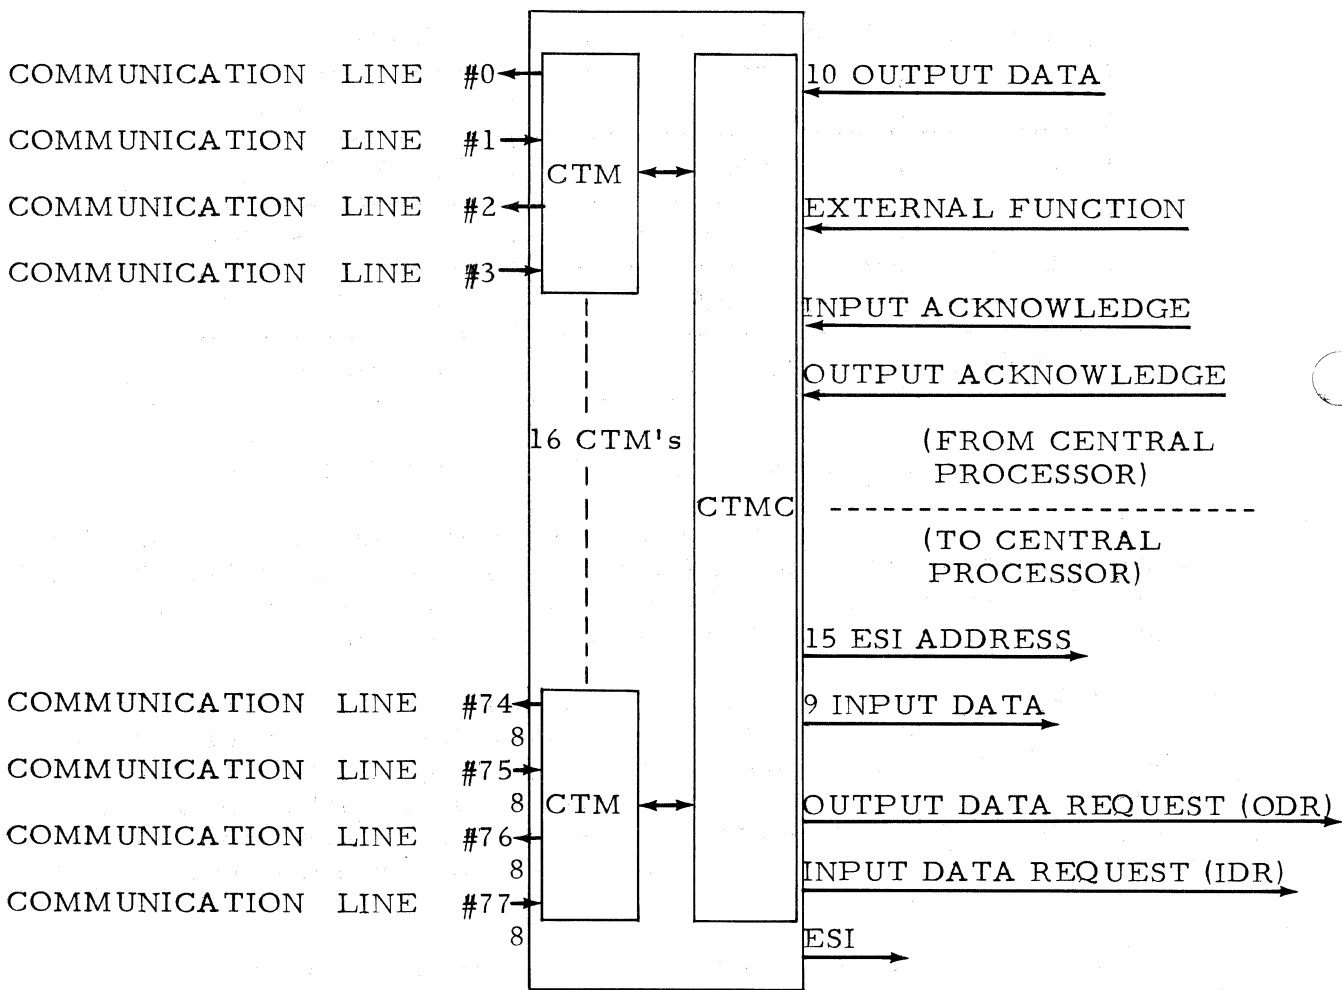 COMMUNICATION LINE #0
COMMUNICATION LINE #1
COMMUNICATION LINE #2
COMMUNICATION LINE #3
CTM
16 CTM's
COMMUNICATION LINE #74
8
COMMUNICATION LINE #75
8
COMMUNICATION LINE #76
8
COMMUNICATION LINE #77
8
CTM
CTMC
10 OUTPUT DATA
EXTERNAL FUNCTION
INPUT ACKNOWLEDGE
OUTPUT ACKNOWLEDGE
(FROM CENTRAL
PROCESSOR)
(TO CENTRAL
PROCESSOR)
15 ESI ADDRESS
9 INPUT DATA
OUTPUT DATA REQUEST (ODR)
INPUT DATA REQUEST (IDR)
ESI